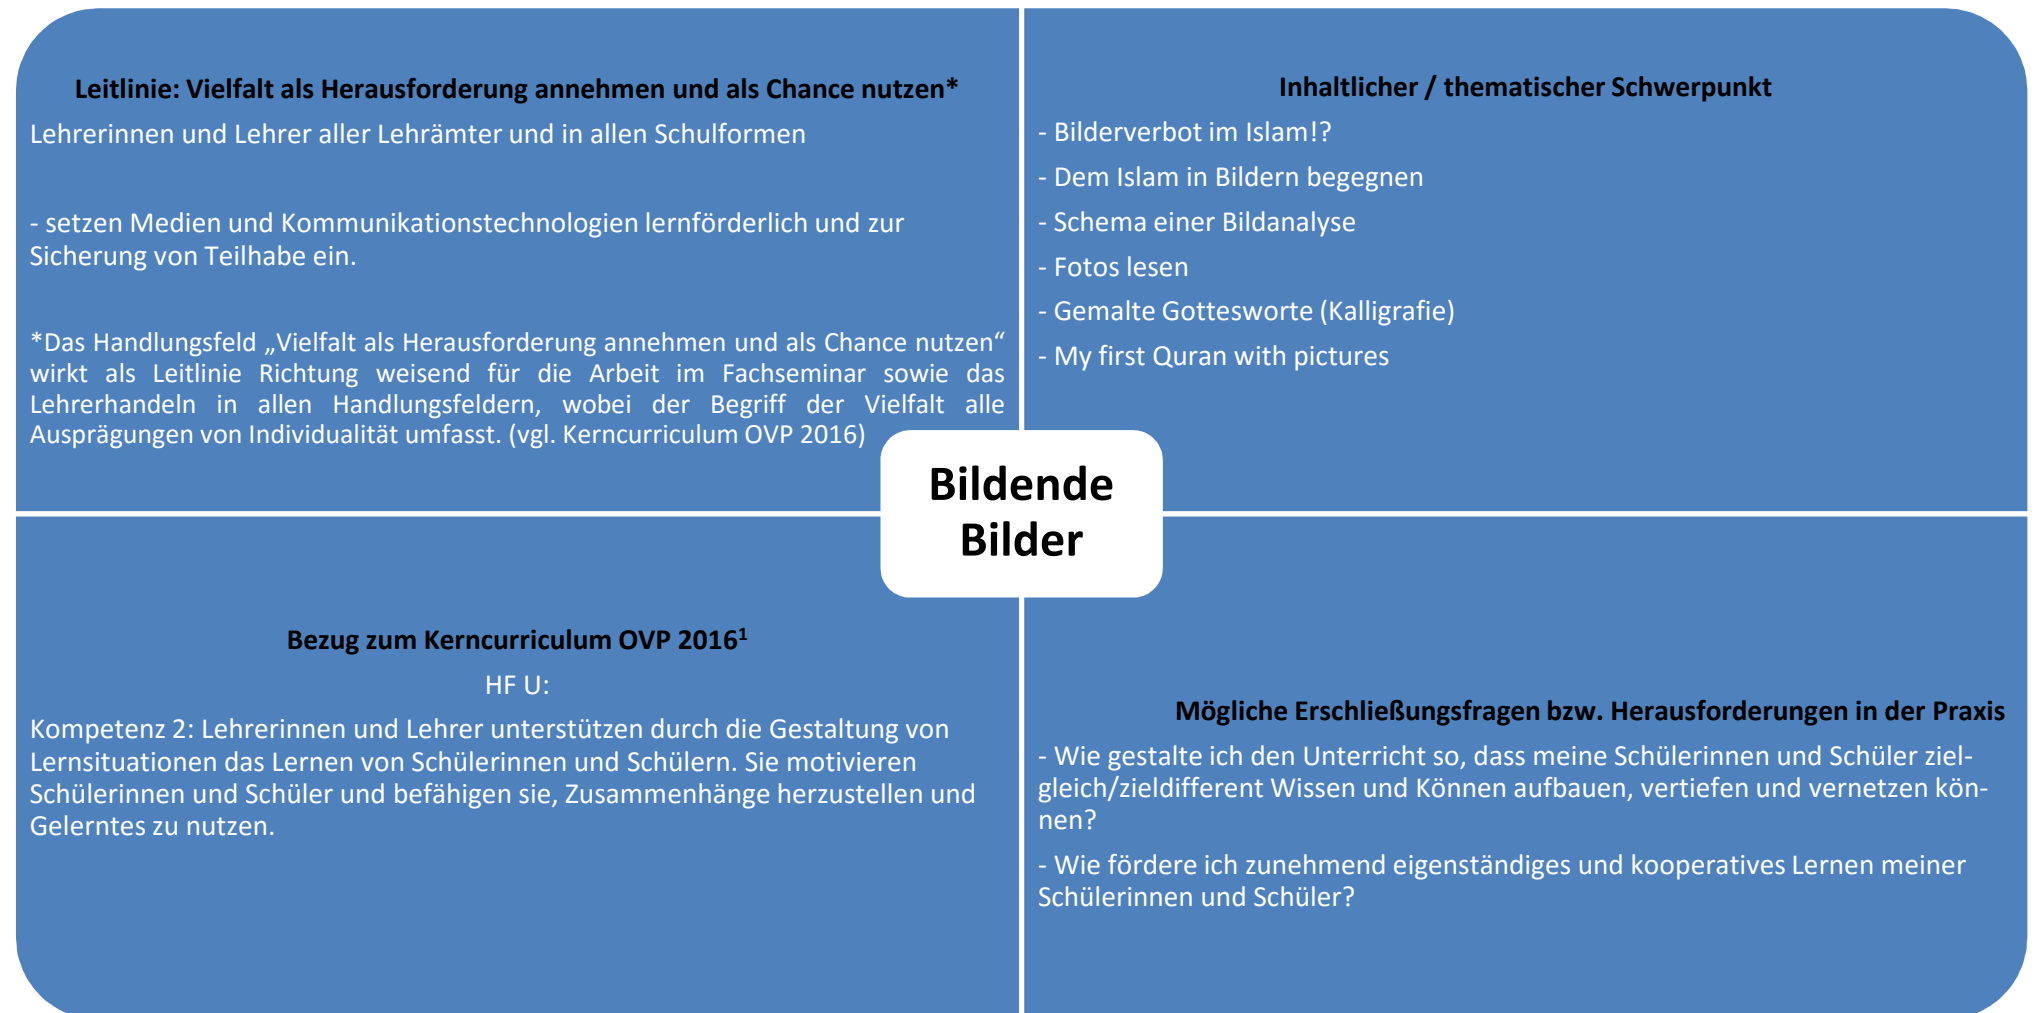 Leitlinie: Vielfalt als Herausforderung annehmen und als Chance nutzen*
Lehrerinnen und Lehrer aller Lehrämter und in allen Schulformen
- setzen Medien und Kommunikationstechnologien lernförderlich und zur
Sicherung von Teilhabe ein.
*Das Handlungsfeld „Vielfalt als Herausforderung annehmen und als Chance nutzen“
wirkt als Leitlinie Richtung weisend für die Arbeit im Fachseminar sowie das
Lehrerhandeln in allen Handlungsfeldern, wobei der Begriff der Vielfalt alle
Ausprägungen von Individualität umfasst. (vgl. Kerncurriculum OVP 2016)
Inhaltlicher / thematischer Schwerpunkt
- Bilderverbot im Islam!?
- Dem Islam in Bildern begegnen
- Schema einer Bildanalyse
- Fotos lesen
- Gemalte Gottesworte (Kalligrafie)
- My first Quran with pictures
Bildende
Bilder
Bezug zum Kerncurriculum OVP 2016¹
HF U:
Kompetenz 2: Lehrerinnen und Lehrer unterstützen durch die Gestaltung von
Lernsituationen das Lernen von Schülerinnen und Schülern. Sie motivieren
Schülerinnen und Schüler und befähigen sie, Zusammenhänge herzustellen und
Gelerntes zu nutzen.
Mögliche Erschließungsfragen bzw. Herausforderungen in der Praxis
- Wie gestalte ich den Unterricht so, dass meine Schülerinnen und Schüler ziel-
gleich/zieldifferent Wissen und Können aufbauen, vertiefen und vernetzen kön-
nen?
- Wie fördere ich zunehmend eigenständiges und kooperatives Lernen meiner
Schülerinnen und Schüler?